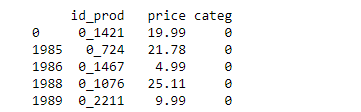 id_prod price categ
0 0_1421 19.99 0
1985 0_724 21.78 0
1986 0_1467 4.99 0
1988 0_1076 25.11 0
1989 0_2211 9.99 0